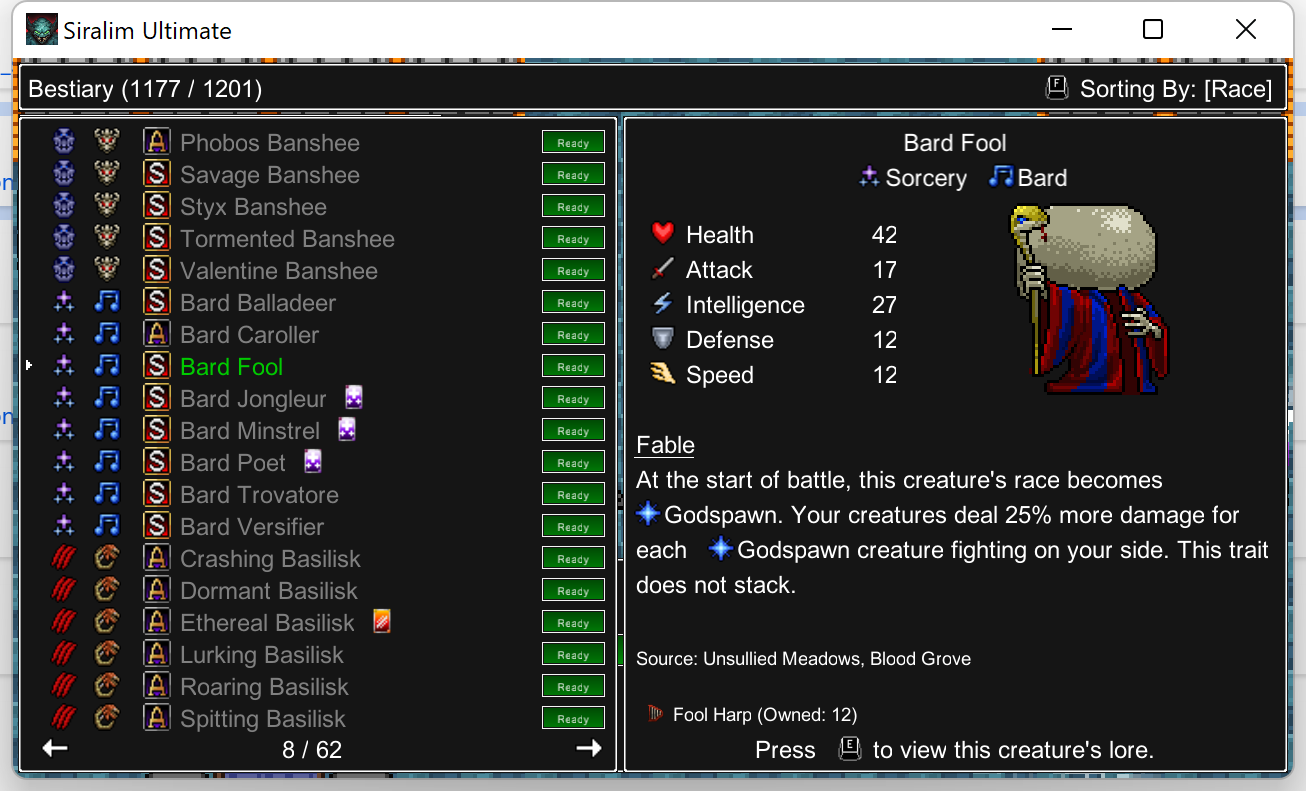 Siralim Ultimate
Bestiary (1177 / 1201)
F Sorting By: [Race]
A Phobos Banshee Ready
S Savage Banshee Ready
S Styx Banshee Ready
S Tormented Banshee Ready
S Valentine Banshee Ready
S Bard Balladeer Ready
A Bard Caroller Ready
S Bard Fool Ready
S Bard Jongleur Ready
S Bard Minstrel Ready
S Bard Poet Ready
S Bard Trovatore Ready
S Bard Versifier Ready
A Crashing Basilisk Ready
A Dormant Basilisk Ready
A Ethereal Basilisk Ready
A Lurking Basilisk Ready
A Roaring Basilisk Ready
A Spitting Basilisk Ready
8 / 62
Bard Fool
Sorcery Bard
Health 42
Attack 17
Intelligence 27
Defense 12
Speed 12
Fable
At the start of battle, this creature's race becomes
Godspawn. Your creatures deal 25% more damage for
each Godspawn creature fighting on your side. This trait
does not stack.
Source: Unsullied Meadows, Blood Grove
Fool Harp (Owned: 12)
Press E to view this creature's lore.